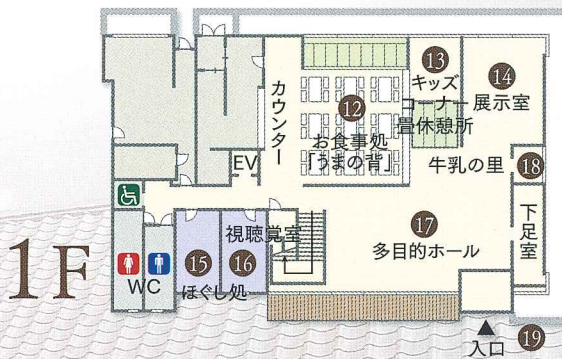 1F
カウンター
EV
⑫
お食事処
「うまの背」
⑬
キッズ
コーナー
畳休憩所
⑭
展示室
牛乳の里
⑱
下足室
⑰
多目的ホール
視聴覚室
⑮
⑯
ほぐし処
WC
入口
⑲